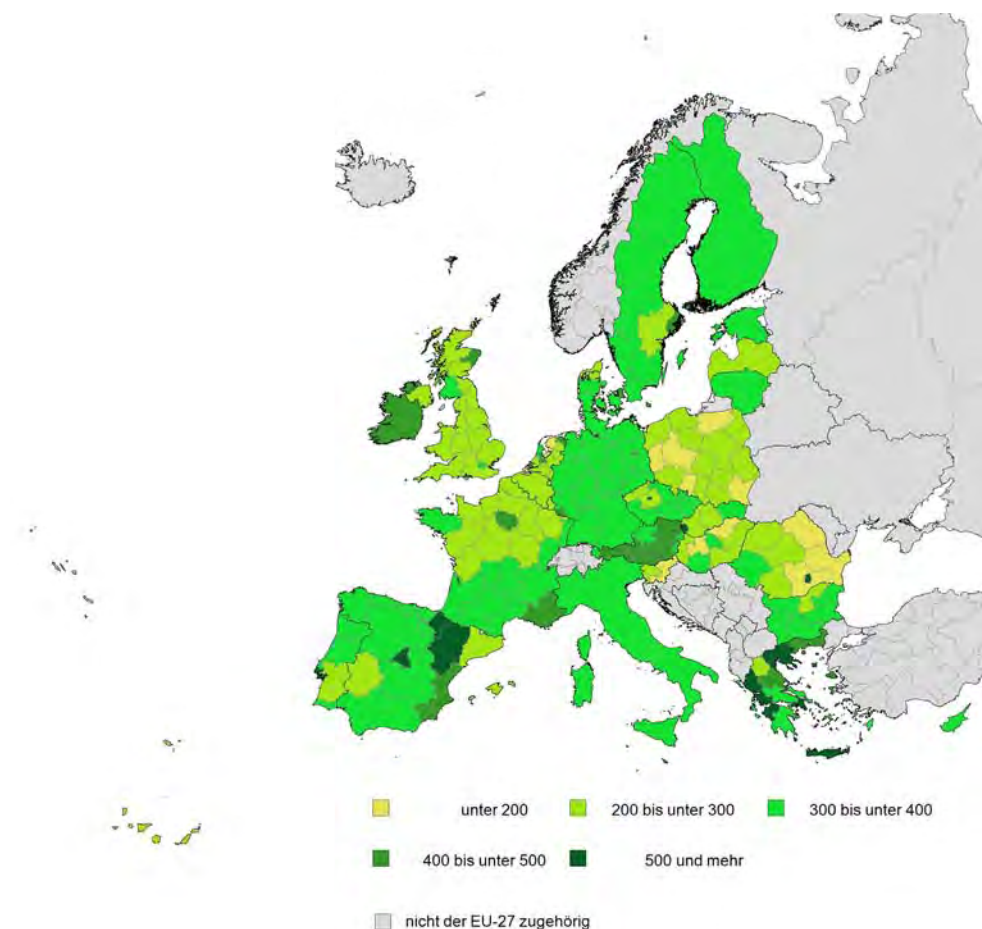 unter 200
200 bis unter 300
300 bis unter 400
400 bis unter 500
500 und mehr
nicht der EU-27 zugehörig